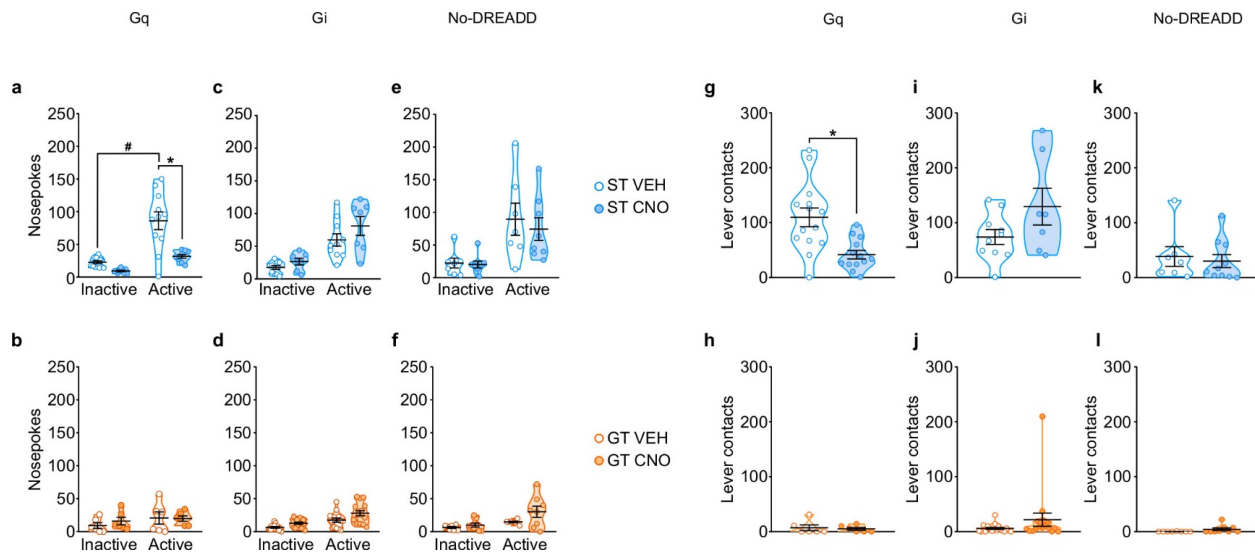 Gq Gi No-DREADD Gq Gi No-DREADD
a c e g i k
250 250 250 300 300 300
200 200 200
150 150 150 200 200 200
# * *
100 100 100 100 100 100
50 50 50
0 0 0 0 0 0
Nosepokes Lever contacts Lever contacts Lever contacts
ST VEH
ST CNO
Inactive Active Inactive Active Inactive Active
b d f h j l
250 250 250 300 300 300
200 200 200
150 150 150 200 200 200
100 100 100 100 100 100
50 50 50
0 0 0 0 0 0
Nosepokes Lever contacts Lever contacts Lever contacts
GT VEH
GT CNO
Inactive Active Inactive Active Inactive Active